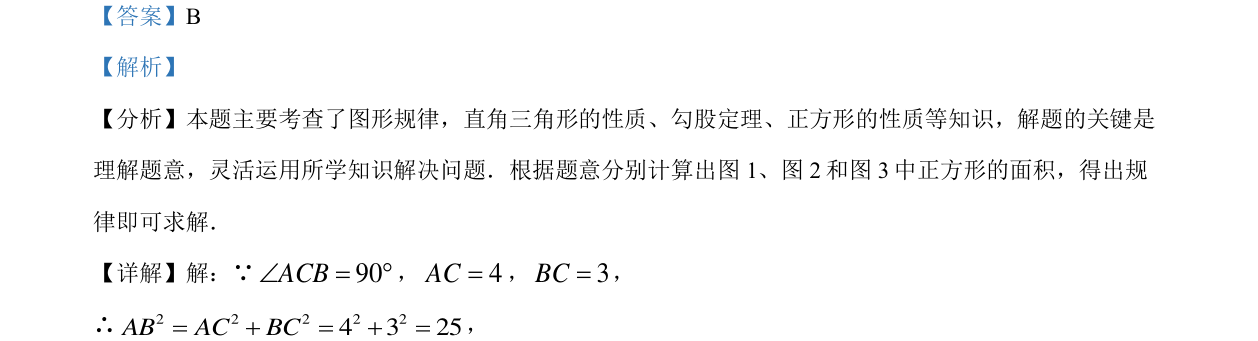 【答案】B
【解析】
【分析】本题主要考查了图形规律，直角三角形的性质、勾股定理、正方形的性质等知识，解题的关键是
理解题意，灵活运用所学知识解决问题．根据题意分别计算出图 1、图 2 和图 3 中正方形的面积，得出规
律即可求解．
【详解】解：∵ ∠ACB = 90°， AC = 4， BC = 3，
∴ AB² = AC² + BC² = 4² + 3² = 25，